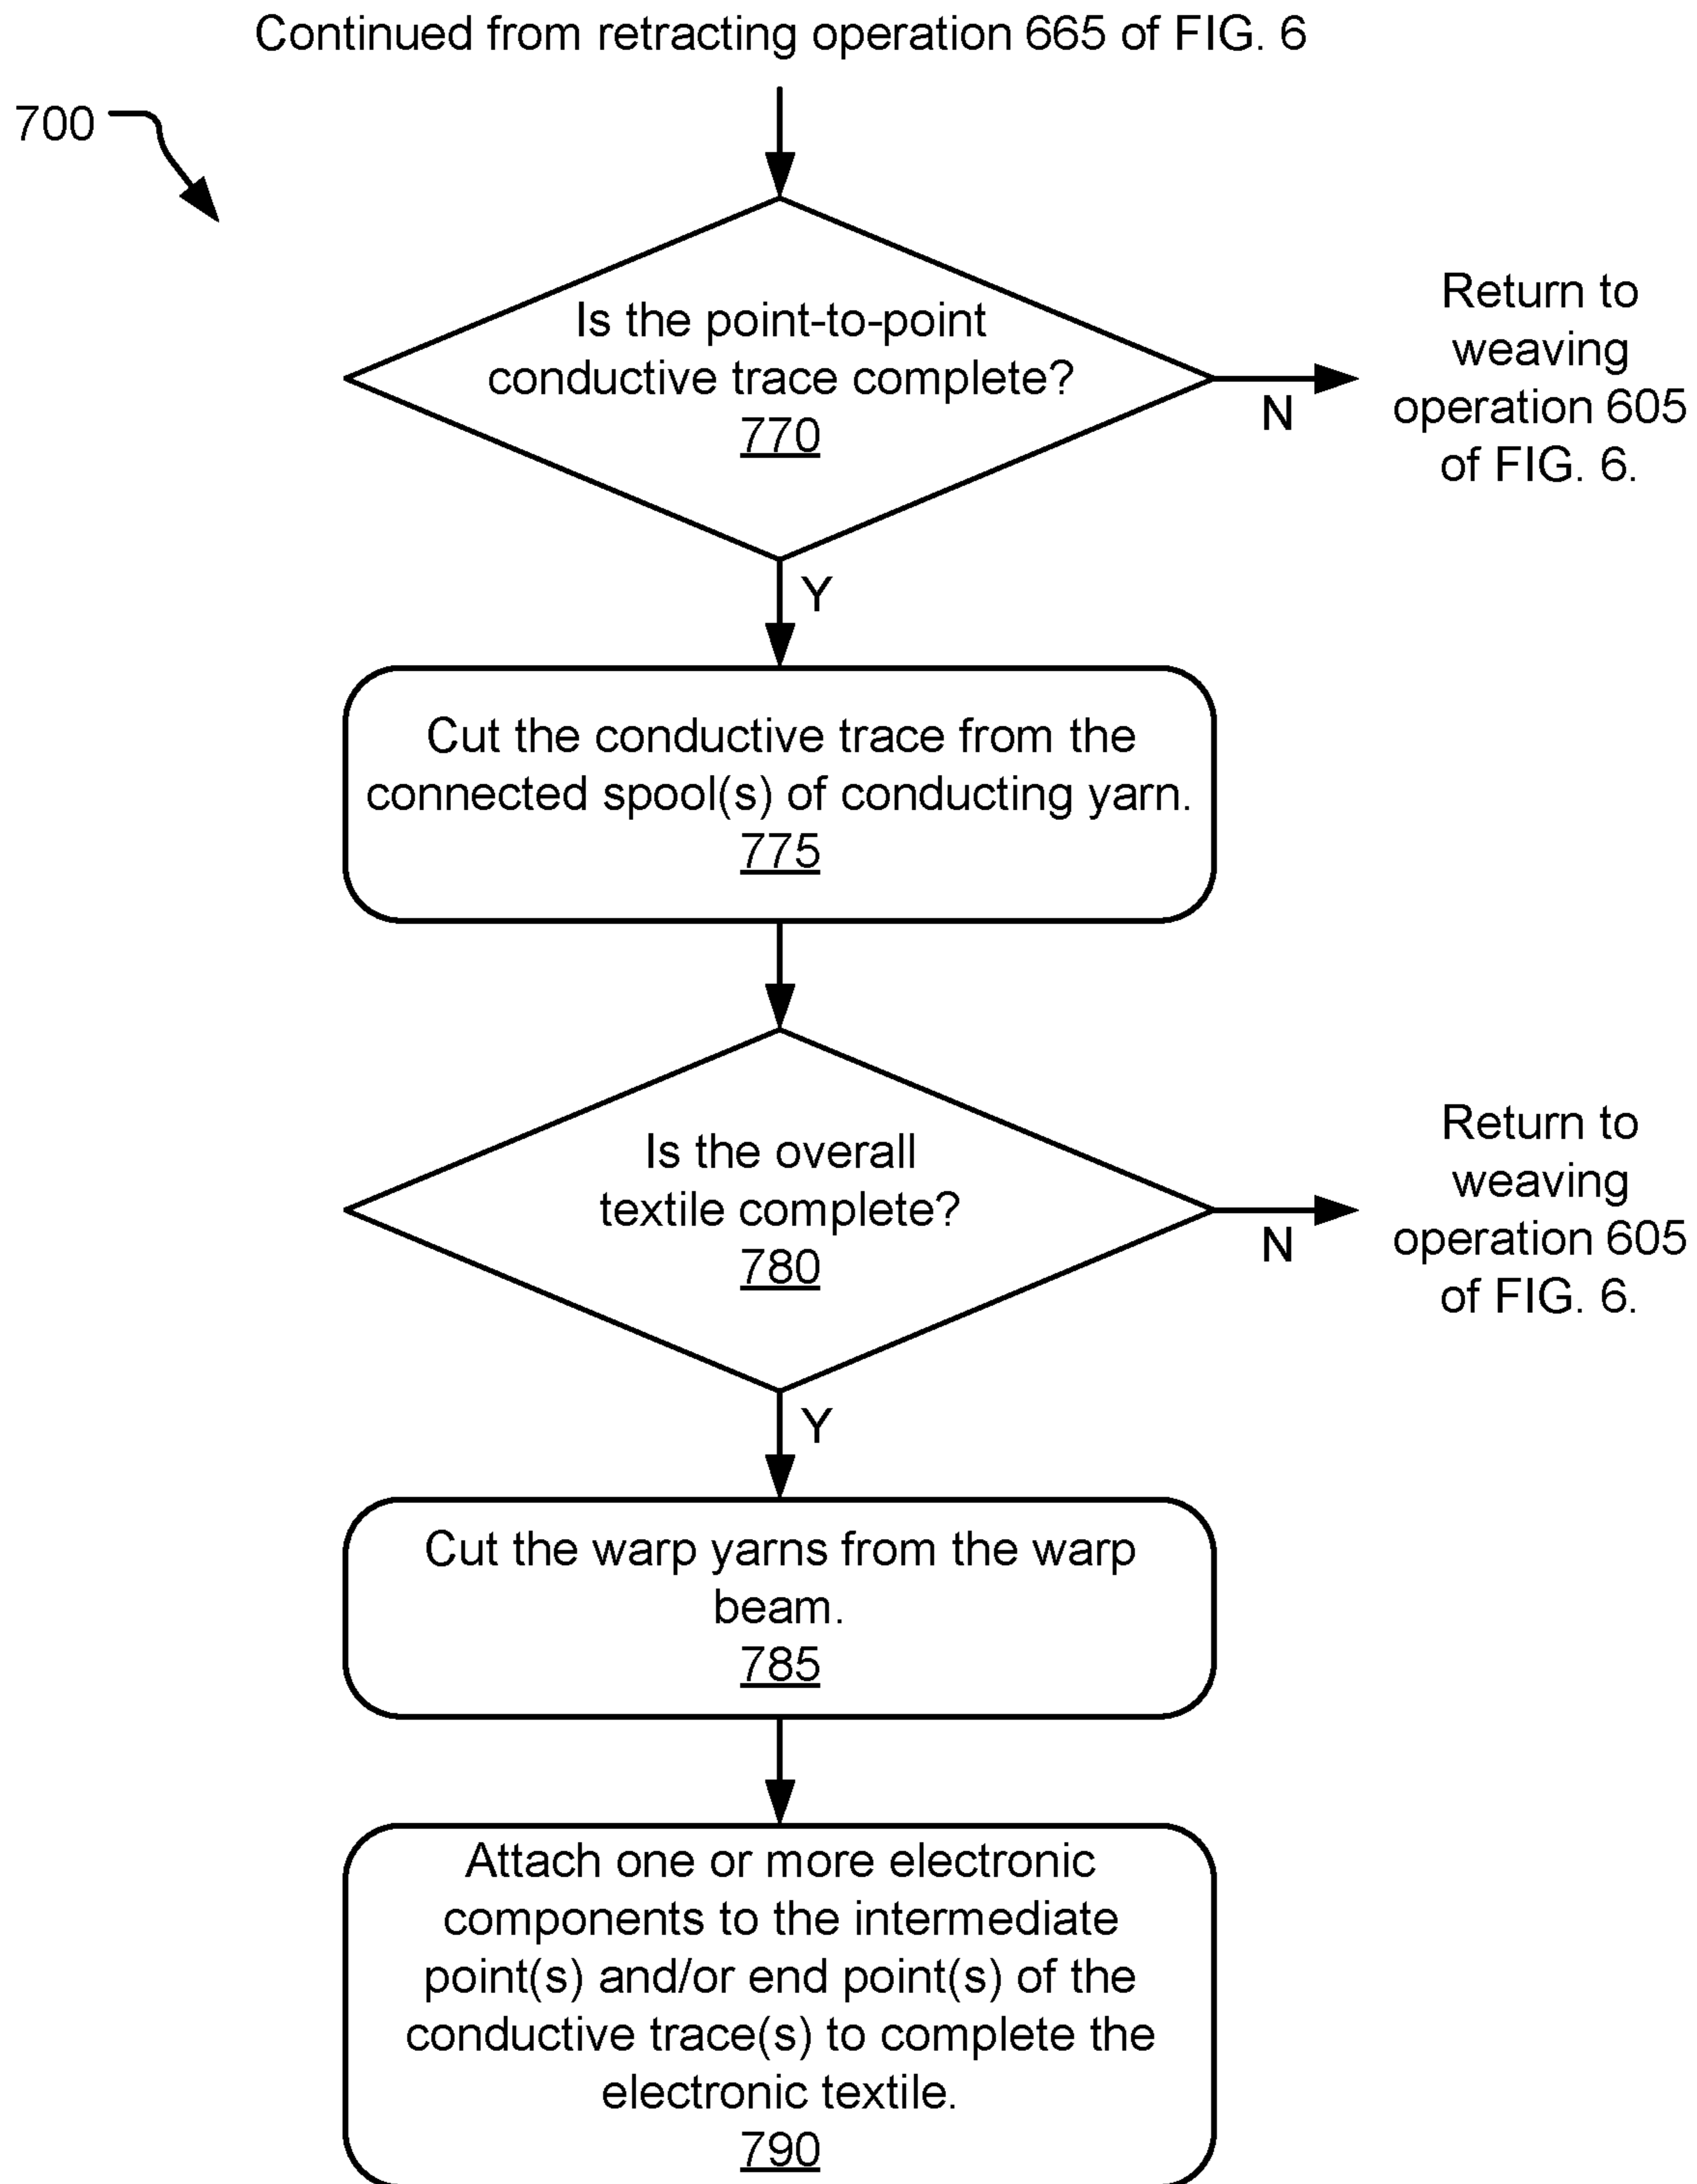 Continued from retracting operation 665 of FIG. 6
700
Is the point-to-point
conductive trace complete?
770
N
Return to
weaving
operation 605
of FIG. 6.
Y
Cut the conductive trace from the
connected spool(s) of conducting yarn.
775
Is the overall
textile complete?
780
N
Return to
weaving
operation 605
of FIG. 6.
Y
Cut the warp yarns from the warp
beam.
785
Attach one or more electronic
components to the intermediate
point(s) and/or end point(s) of the
conductive trace(s) to complete the
electronic textile.
790